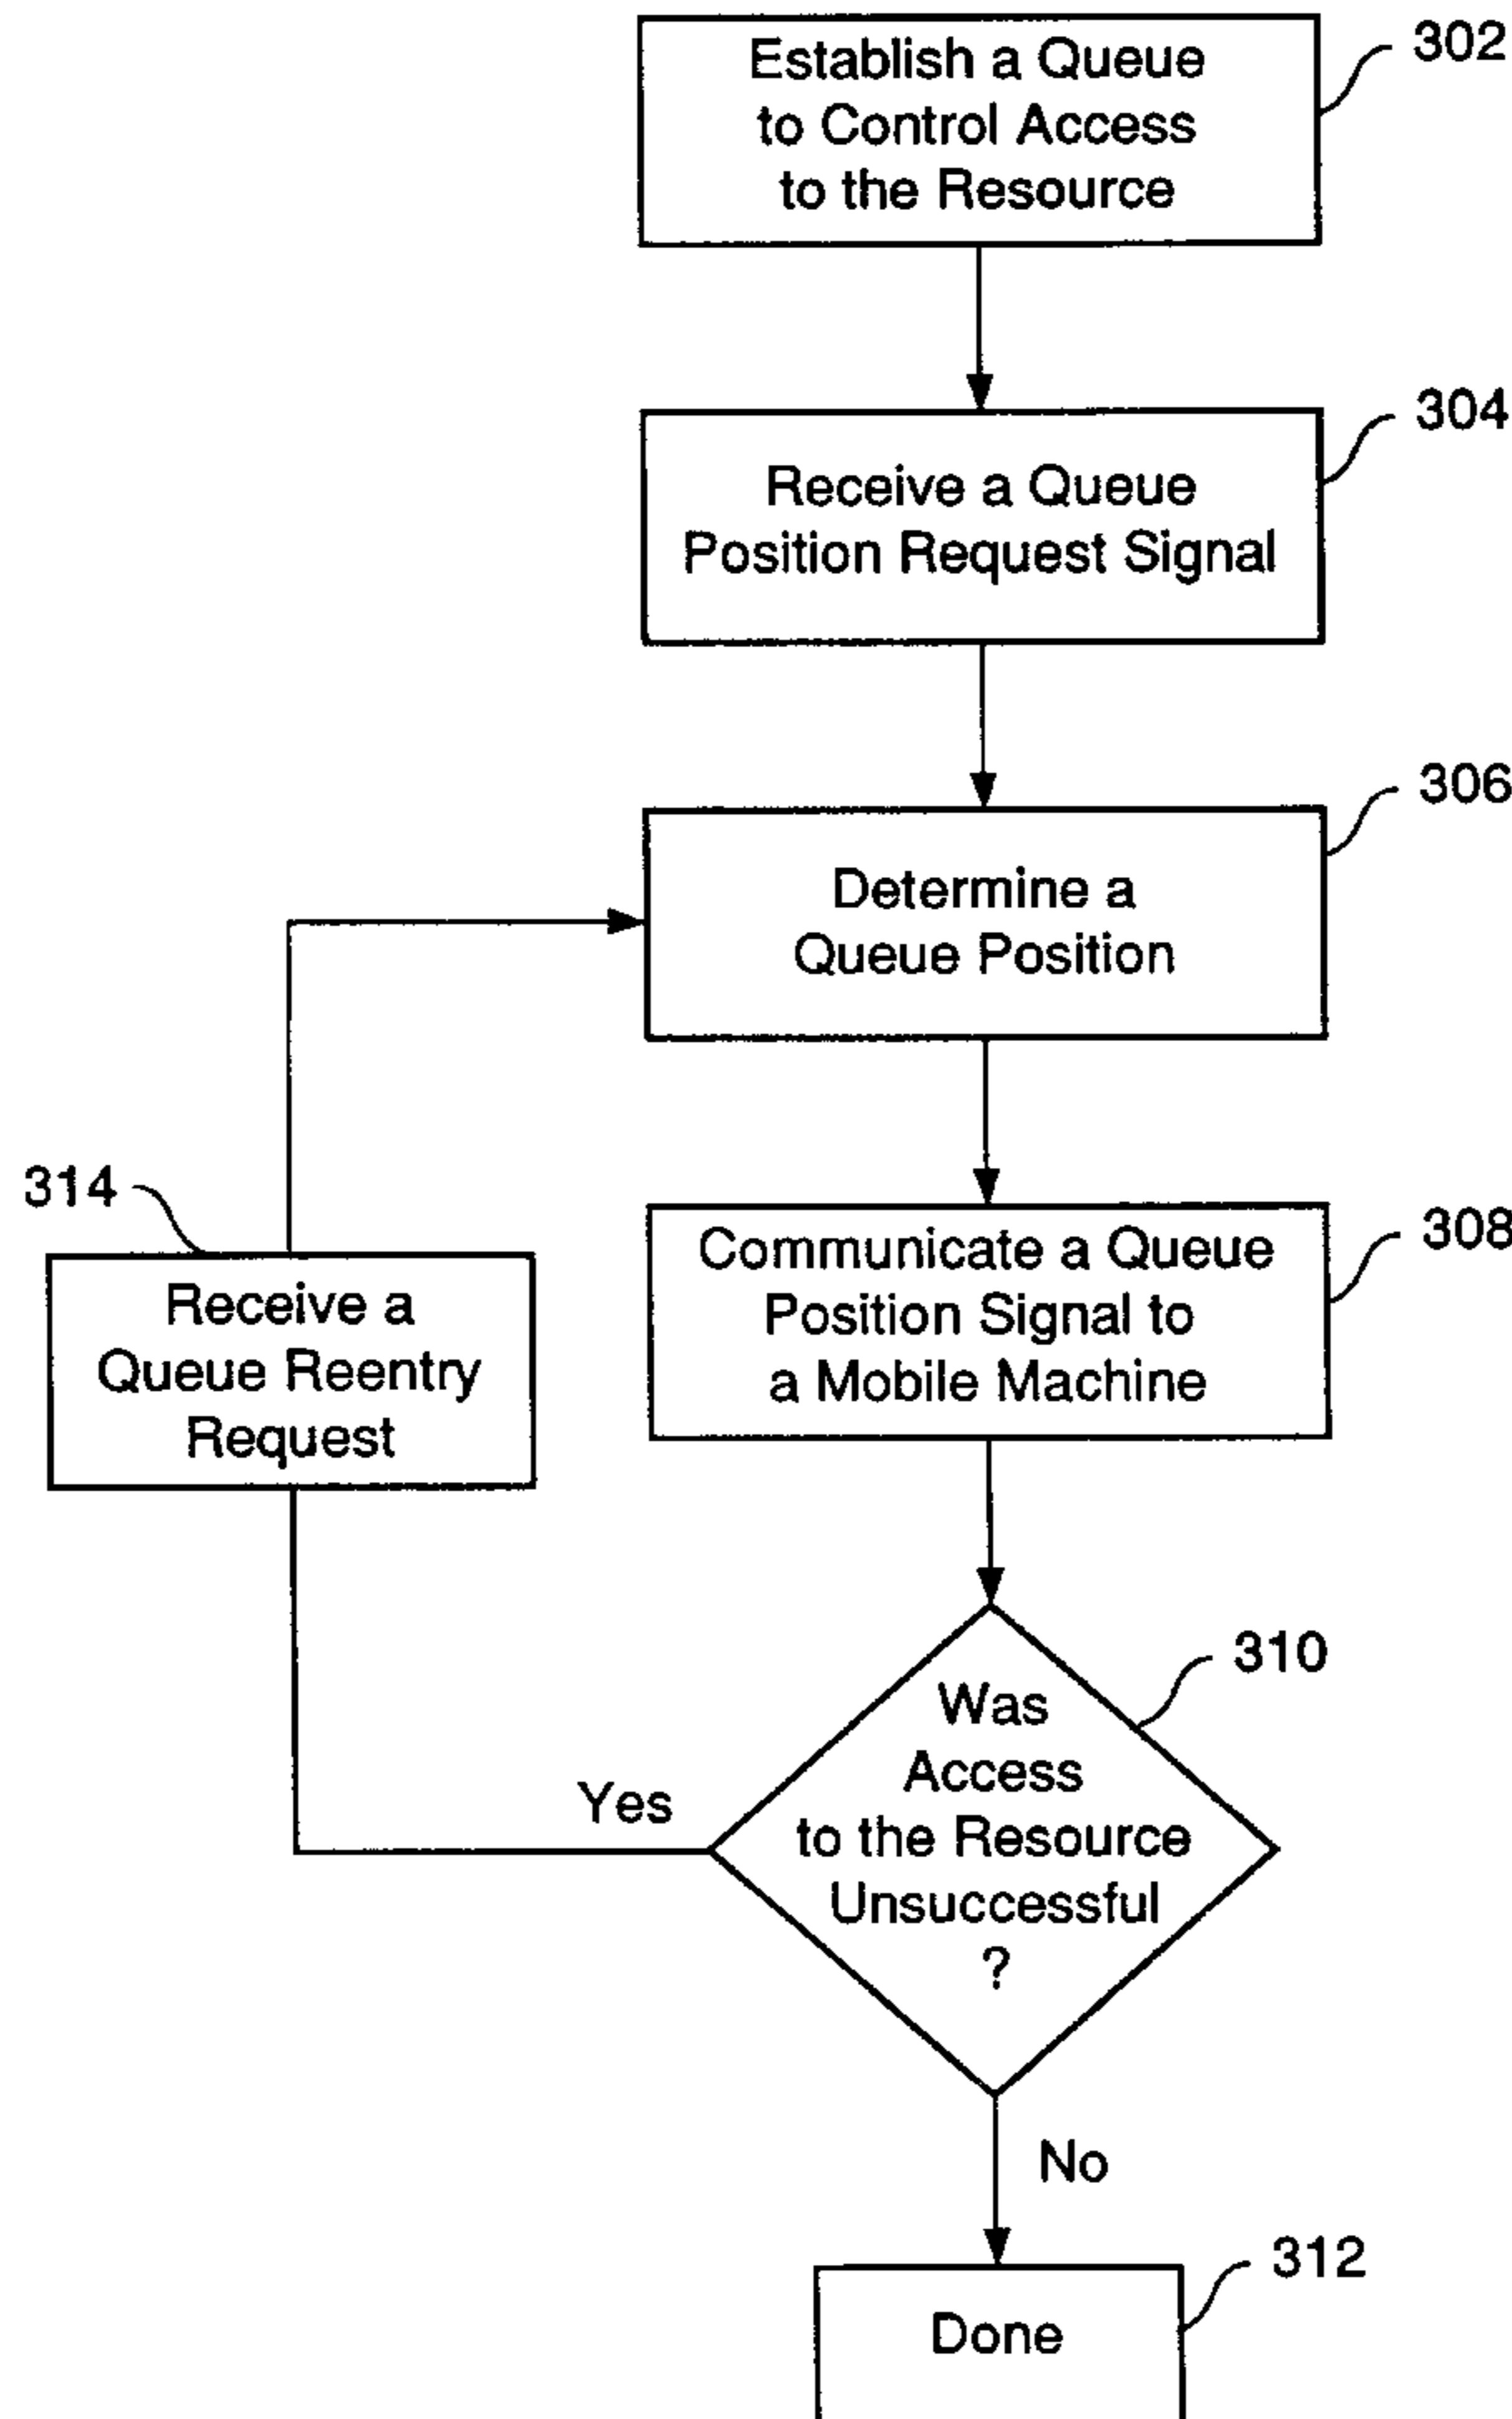 Establish a Queue
to Control Access
to the Resource
302
Receive a Queue
Position Request Signal
304
Determine a
Queue Position
306
Communicate a Queue
Position Signal to
a Mobile Machine
308
314
Receive a
Queue Reentry
Request
Was
Access
to the Resource
Unsuccessful
?
310
Yes
No
Done
312